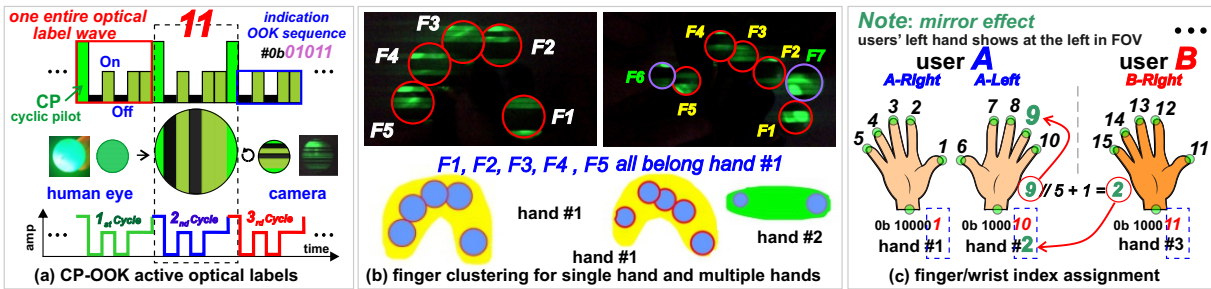 one entire optical
label wave
11
indication
OOK sequence
#0b01011
...
On
...
CP
cyclic pilot
Off
human eye
camera
amp
...
1st Cycle
2nd Cycle
3rd Cycle
...
time
(a) CP-OOK active optical labels
F3
F2
F4
F5
F1
F4
F3
F2
F7
F6
F5
F1
F1, F2, F3, F4 , F5 all belong hand #1
hand #1
hand #1
hand #2
(b) finger clustering for single hand and multiple hands
Note: mirror effect
users' left hand shows at the left in FOV
...
user A
user B
A-Right
A-Left
B-Right
3
2
4
5
1
7
8
9
10
6
13
12
14
15
11
9 // 5 + 1 = 2
0b 100001
0b 100010
0b 100011
hand #1
hand #2
hand #3
(c) finger/wrist index assignment